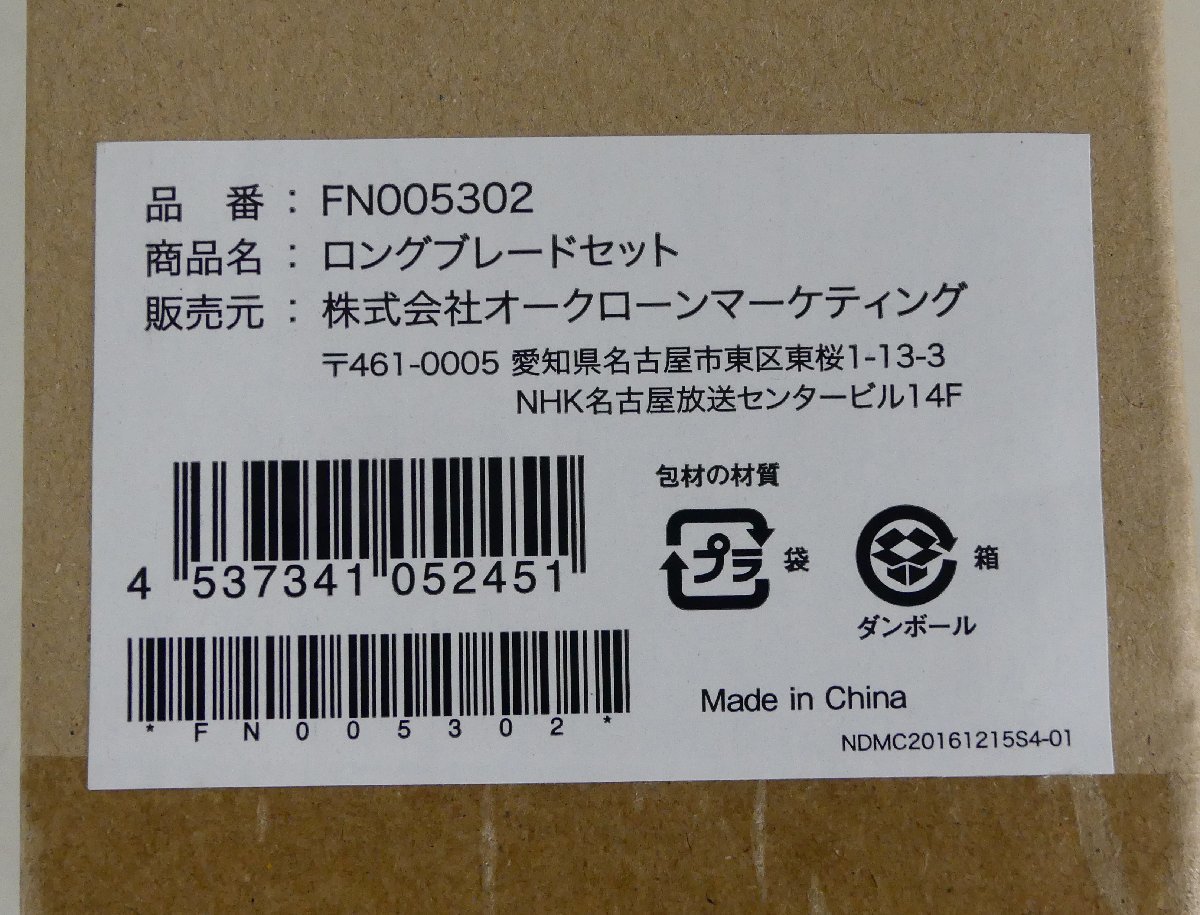 品　番 : FN005302
商品名 : ロングブレードセット
販売元 : 株式会社オークローンマーケティング
〒461-0005 愛知県名古屋市東区東桜1-13-3
NHK名古屋放送センタービル14F
包材の材質
プラ 袋
箱
ダンボール
4 537341 052451
*FN005302*
Made in China
NDMC20161215S4-01